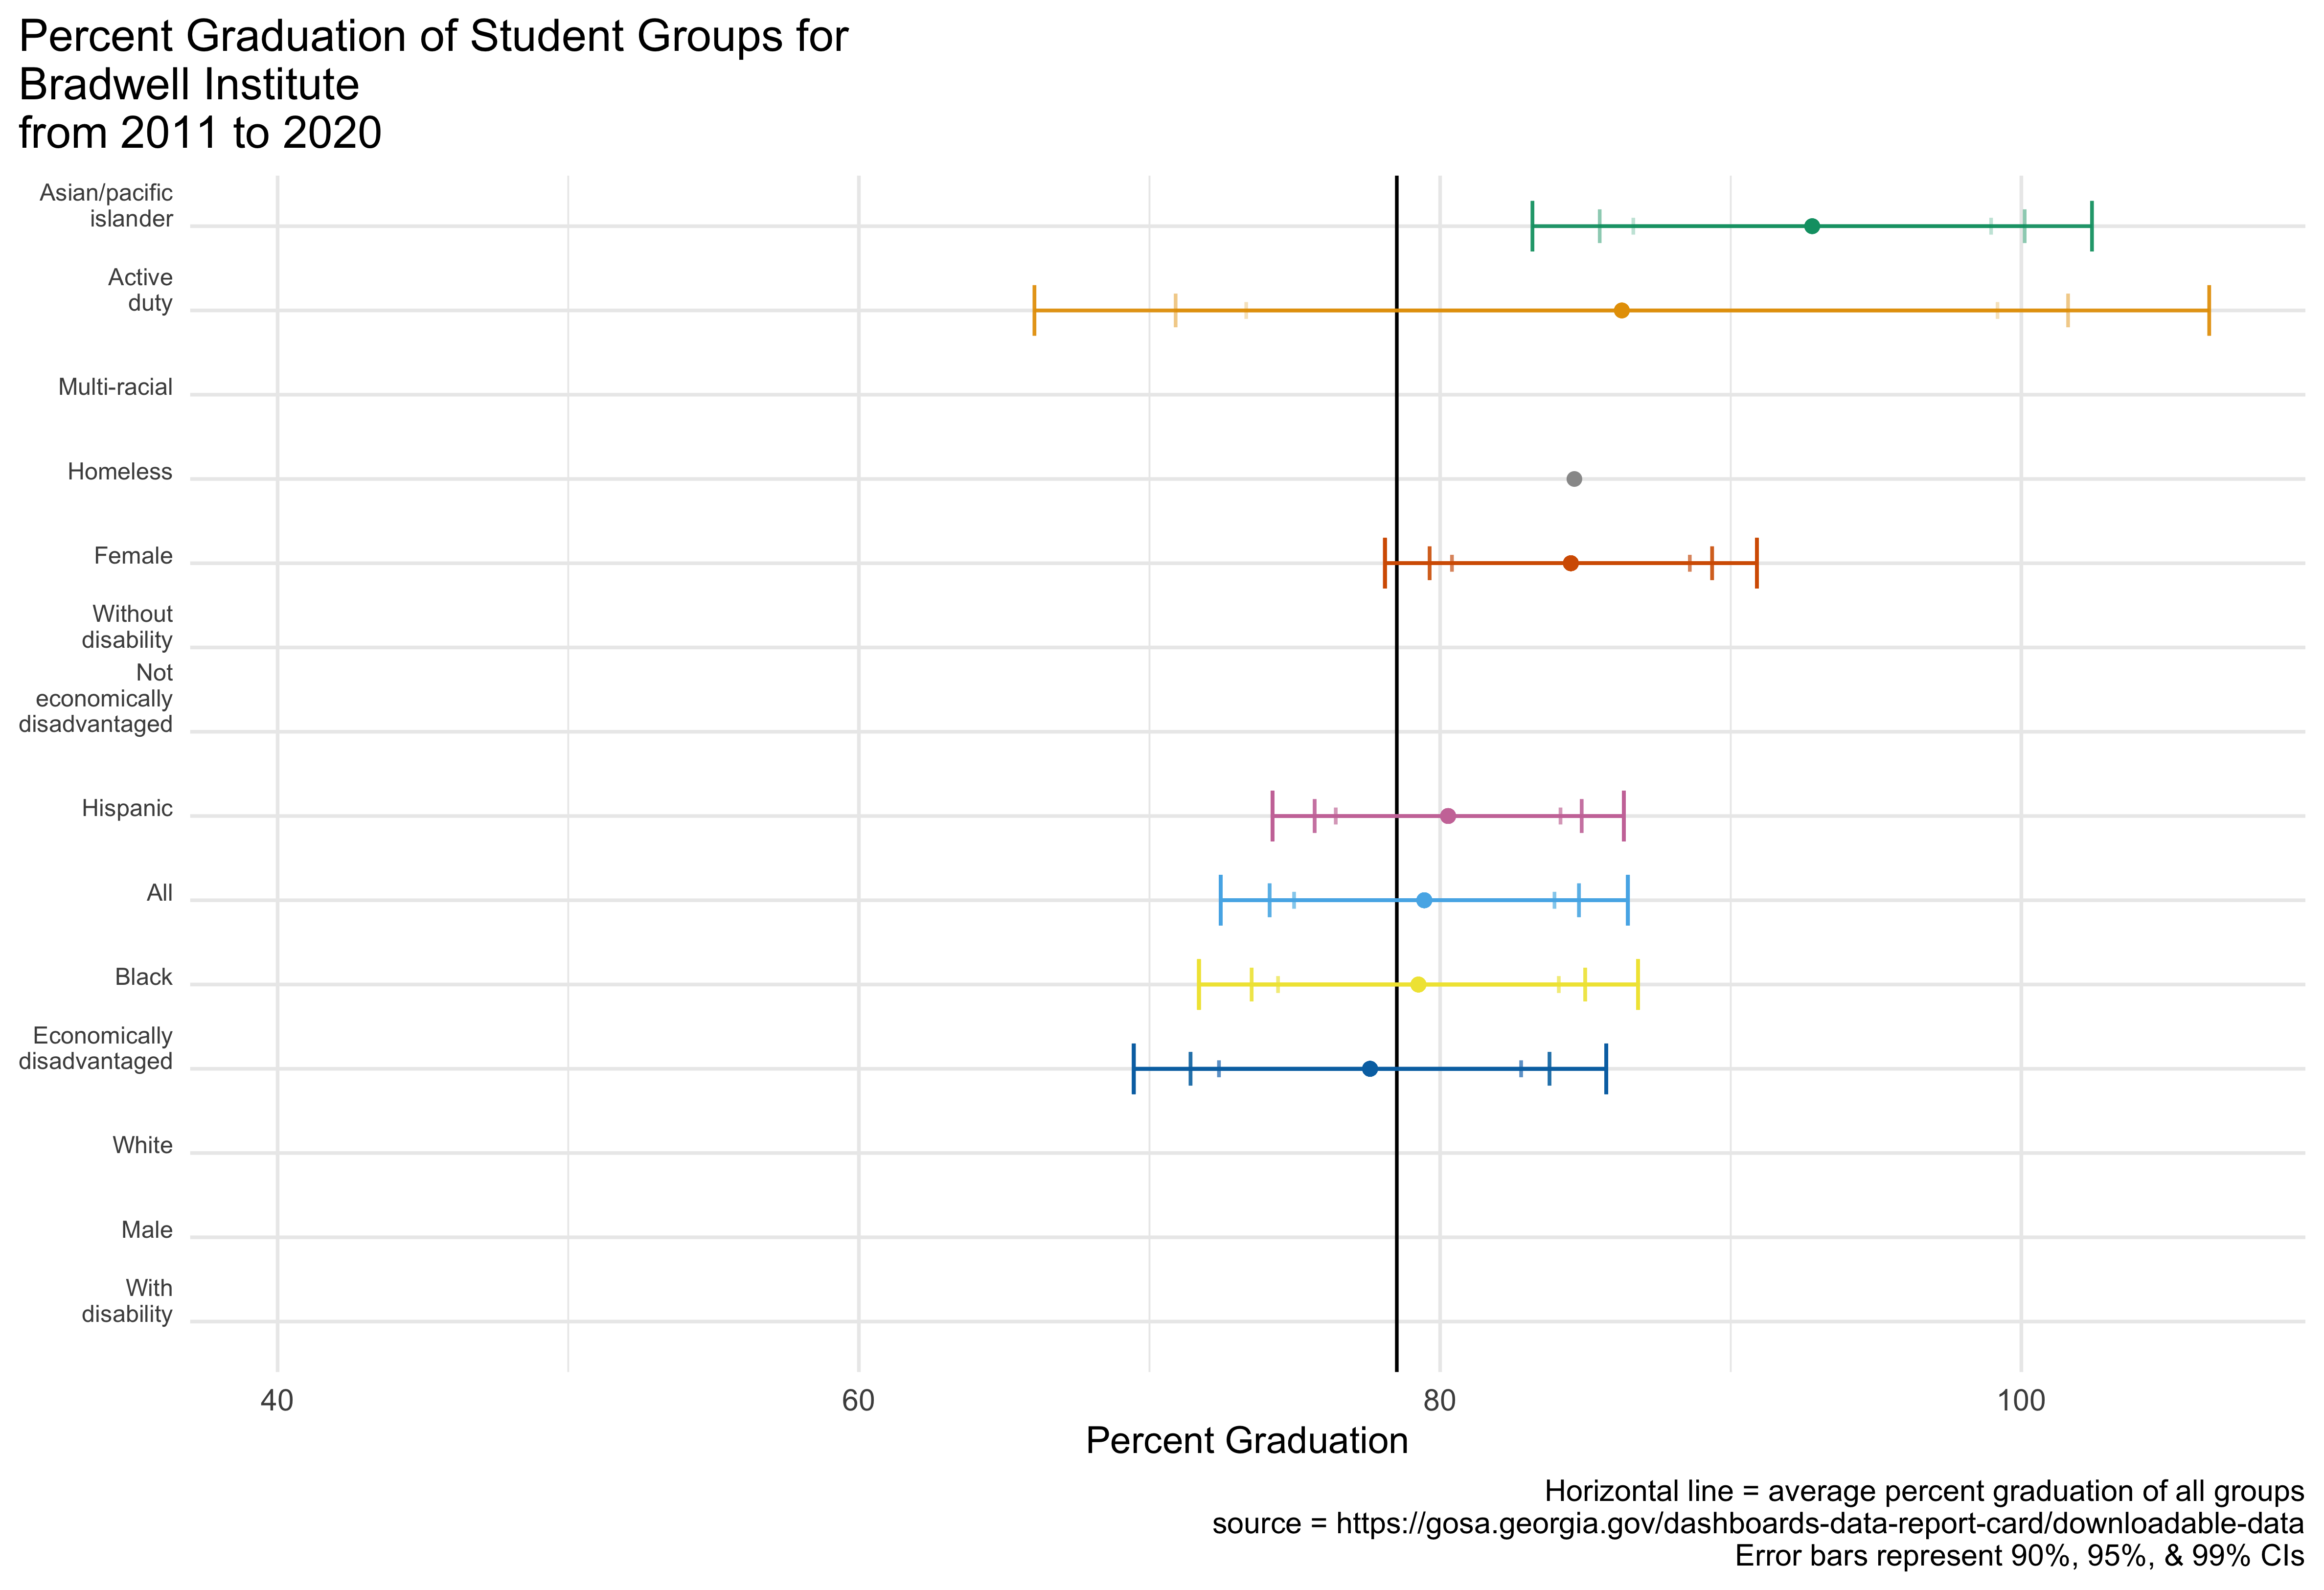 Percent Graduation of Student Groups for
Bradwell Institute
from 2011 to 2020
Asian/pacific
islander
Active
duty
Multi-racial
Homeless
Female
Without
disability
Not
economically
disadvantaged
Hispanic
All
Black
Economically
disadvantaged
White
Male
With
disability
40 60 80 100
Percent Graduation
Horizontal line = average percent graduation of all groups
source = https://gosa.georgia.gov/dashboards-data-report-card/downloadable-data
Error bars represent 90%, 95%, & 99% CIs